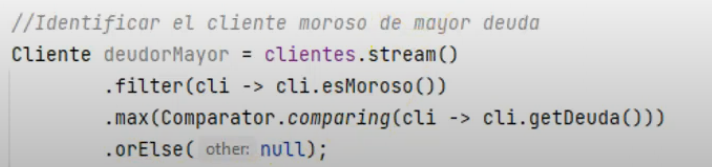 //Identificar el cliente moroso de mayor deuda
Cliente deudorMayor = clientes.stream()
.filter(cli -> cli.esMoroso())
.max(Comparator.comparing(cli -> cli.getDeuda()))
.orElse( other: null);